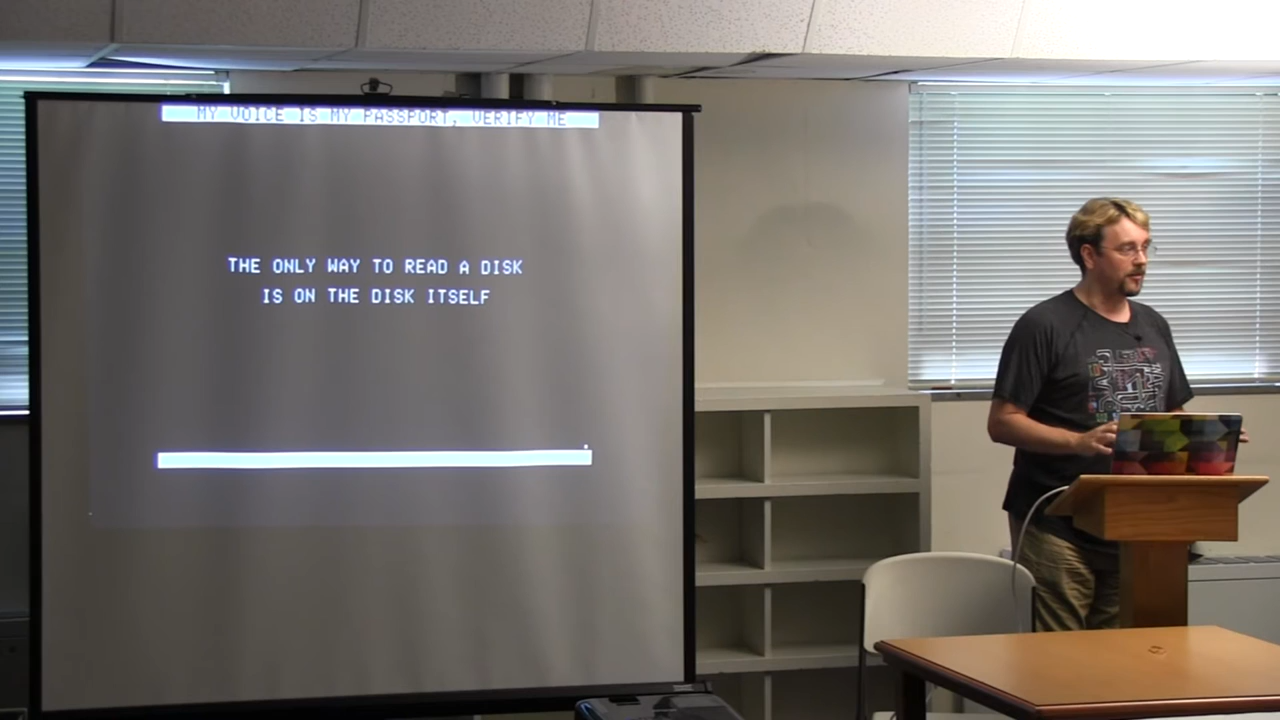 MY VOICE IS MY PASSPORT, VERIFY ME
THE ONLY WAY TO READ A DISK
IS ON THE DISK ITSELF